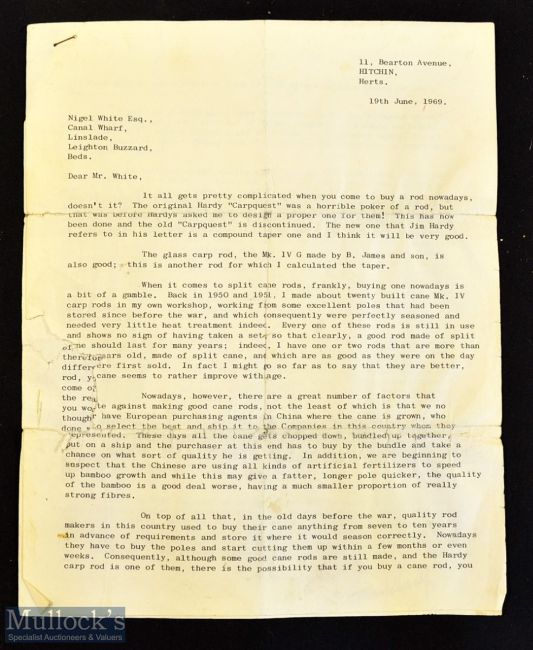 11, Bearton Avenue,
HITCHIN,
Herts.
19th June, 1969.
Nigel White Esq.,
Canal Wharf,
Linslade,
Leighton Buzzard,
Beds.
Dear Mr. White,
It all gets pretty complicated when you come to buy a rod nowadays,
doesn't it? The original Hardy "Carpquest" was a horrible poker of a rod, but
that was before Hardys asked me to design a proper one for them! This has now
been done and the old "Carpquest" is discontinued. The new one that Jim Hardy
refers to in his letter is a compound taper one and I think it will be very good.
The glass carp rod, the Mk. IV G made by B. James and son, is
also good; this is another rod for which I calculated the taper.
When it comes to split cane rods, frankly, buying one nowadays is
a bit of a gamble. Back in 1950 and 1951, I made about twenty built cane Mk. IV
carp rods in my own workshop, working from some excellent poles that had been
stored since before the war, and which consequently were perfectly seasoned and
needed very little heat treatment indeed. Every one of these rods is still in use
and shows no sign of having taken a set, so that clearly, a good rod made of split
cane should last for many years; indeed, I have one or two rods that are more than
therefore years old, made of split cane, and which are as good as they were on the day
differ were first sold. In fact I might go so far as to say that they are better,
rod, y cane seems to rather improve with age.
come of
the rea Nowadays, however, there are a great number of factors that
you wo te against making good cane rods, not the least of which is that we no
though r have European purchasing agents in China where the cane is grown, who
done to select the best and ship it to the Companies in this country whom they
represented. These days all the cane gets chopped down, bundled up together,
put on a ship and the purchaser at this end has to buy by the bundle and take a
chance on what sort of quality he is getting. In addition, we are beginning to
suspect that the Chinese are using all kinds of artificial fertilizers to speed
up bamboo growth and while this may give a fatter, longer pole quicker, the quality
of the bamboo is a good deal worse, having a much smaller proportion of really
strong fibres.
On top of all that, in the old days before the war, quality rod
makers in this country used to buy their cane anything from seven to ten years
in advance of requirements and store it where it would season correctly. Nowadays
they have to buy the poles and start cutting them up within a few months or even
weeks. Consequently, although some good cane rods are still made, and the Hardy
carp rod is one of them, there is the possibility that if you buy a cane rod, you
Mullock's
Specialist Auctioneers & Valuers